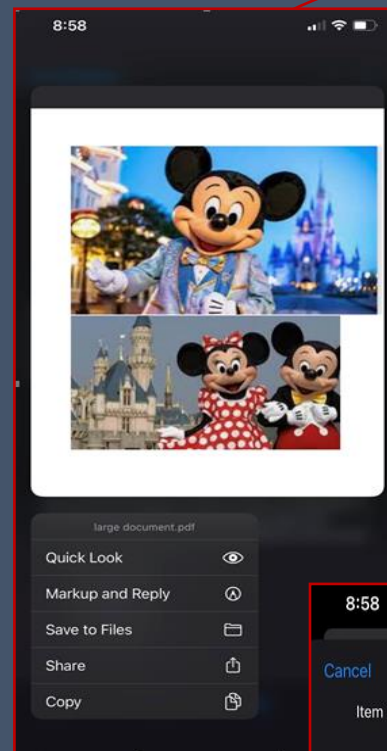 8:58
large document.pdf
Quick Look
Markup and Reply
Save to Files
Share
Copy
8:58
Cancel
Item